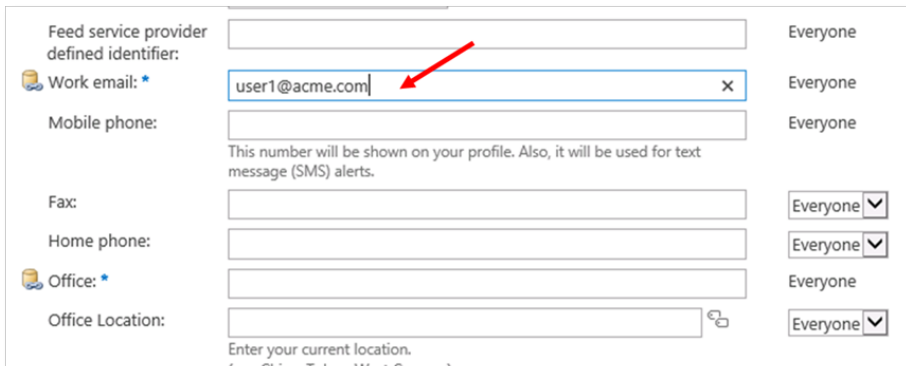 Feed service provider
defined identifier:
Everyone
Work email: *
user1@acme.com
Everyone
Mobile phone:
Everyone
This number will be shown on your profile. Also, it will be used for text
message (SMS) alerts.
Fax:
Everyone
Home phone:
Everyone
Office: *
Everyone
Office Location:
Everyone
Enter your current location.